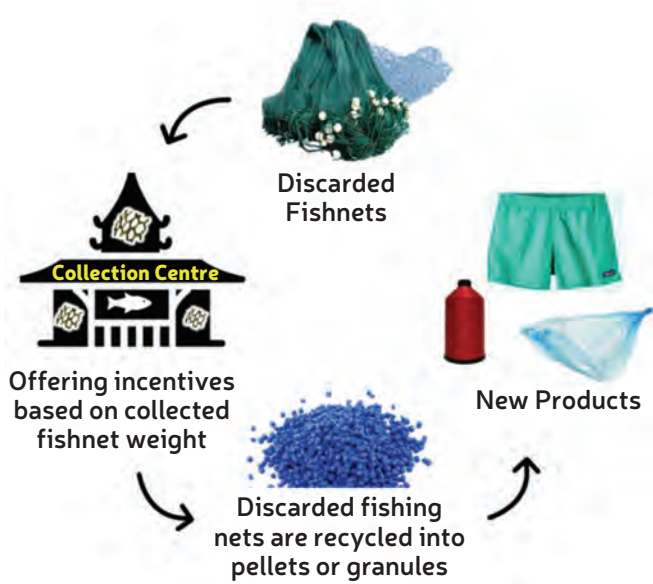 Discarded
Fishnets
Collection Centre
Offering incentives
based on collected
fishnet weight
Discarded fishing
nets are recycled into
pellets or granules
New Products